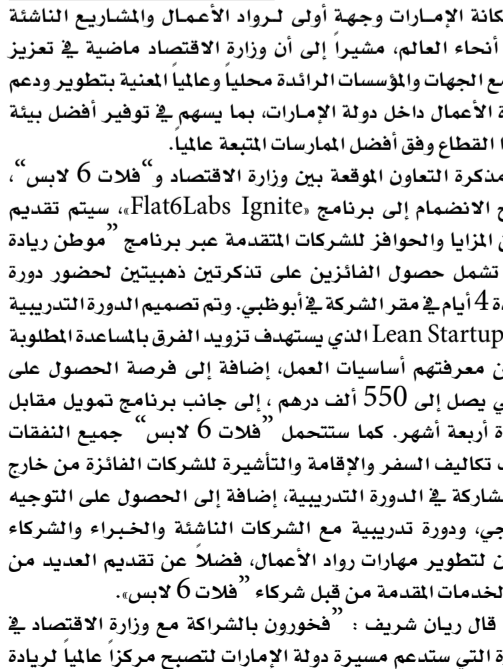 كانة الإمارات وجهة أولى لرواد الأعمال والمشاريع الناشئة
أنحاء العالم، مشيراً إلى أن وزارة الاقتصاد ماضية في تعزيز
مع الجهات والمؤسسات الرائدة محلياً وعالمياً المعنية بتطوير ودعم
ة الأعمال داخل دولة الإمارات، بما يسهم في توفير أفضل بيئة
ا القطاع وفق أفضل الممارسات المتبعة عالمياً.
مذكرة التعاون الموقعة بين وزارة الاقتصاد و“فلات 6 لابس“،
ح الانضمام إلى برنامج «Flat6Labs Ignite»، سيتم تقديم
ن المزايا والحوافز للشركات المتقدمة عبر برنامج ”موطن ريادة
تشمل حصول الفائزين على تذكرتين ذهبيتين لحضور دورة
ة 4 أيام في مقر الشركة في أبوظبي. وتم تصميم الدورة التدريبية
Lean Startup الذي يستهدف تزويد الفرق بالمساعدة المطلوبة
ن معرفتهم أساسيات العمل، إضافة إلى فرصة الحصول على
ي يصل إلى 550 ألف درهم ، إلى جانب برنامج تمويل مقابل
ة أربعة أشهر. كما ستتحمل ”فلات 6 لابس“ جميع النفقات
ف تكاليف السفر والإقامة والتأشيرة للشركات الفائزة من خارج
شاركة في الدورة التدريبية، إضافة إلى الحصول على التوجيه
جي، ودورة تدريبية مع الشركات الناشئة والخبراء والشركاء
ن لتطوير مهارات رواد الأعمال، فضلاً عن تقديم العديد من
لخدمات المقدمة من قبل شركاء ”فلات 6 لابس».
قال ريان شريف : ”فخورون بالشراكة مع وزارة الاقتصاد في
ة التي ستدعم مسيرة دولة الإمارات لتصبح مركزاً عالمياً لريادة